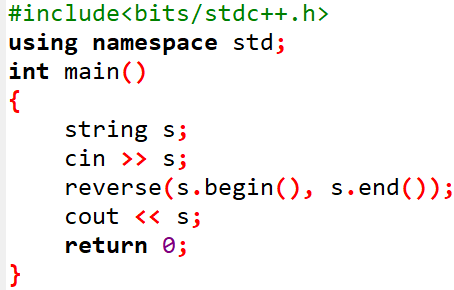 #include<bits/stdc++.h>
using namespace std;
int main()
{
    string s;
    cin >> s;
    reverse(s.begin(), s.end());
    cout << s;
    return 0;
}